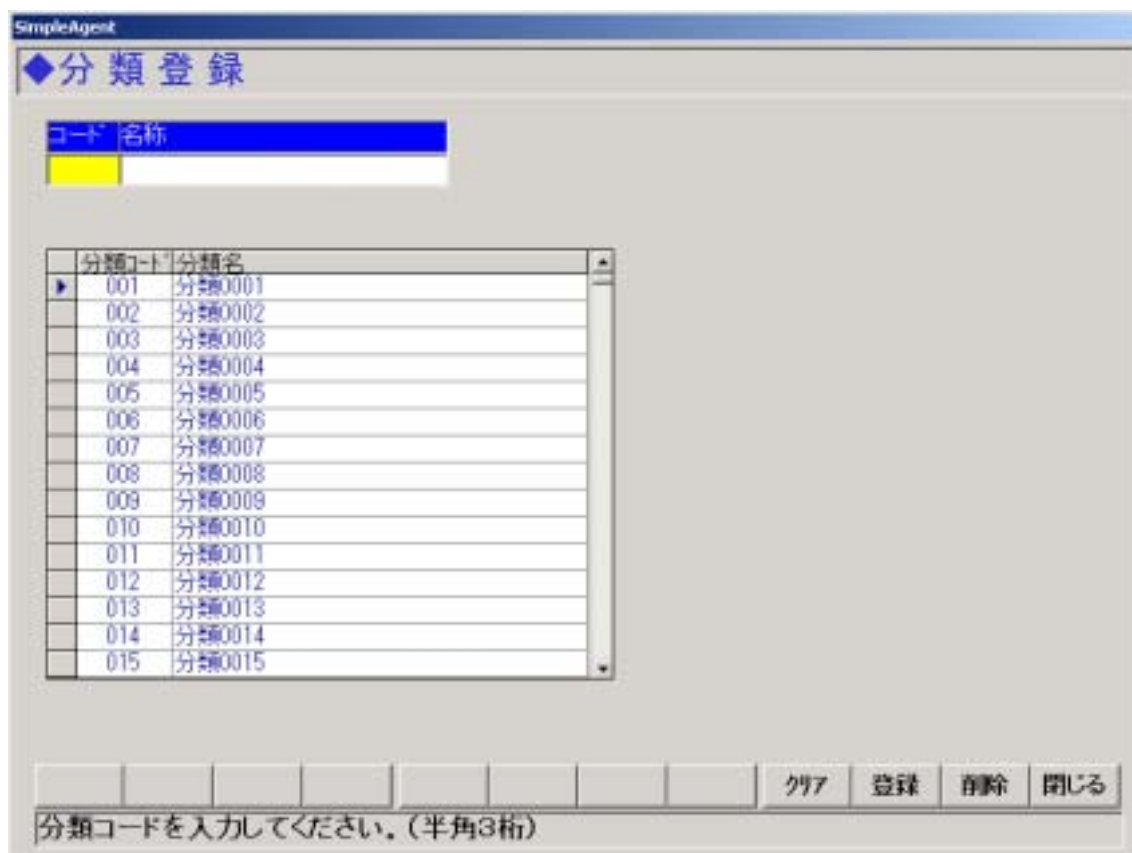 SimpleAgent
◆分類登録
コード 名称
分類コード 分類名
001 分類0001
002 分類0002
003 分類0003
004 分類0004
005 分類0005
006 分類0006
007 分類0007
008 分類0008
009 分類0009
010 分類0010
011 分類0011
012 分類0012
013 分類0013
014 分類0014
015 分類0015
クリア 登録 削除 閉じる
分類コードを入力してください。(半角3桁)